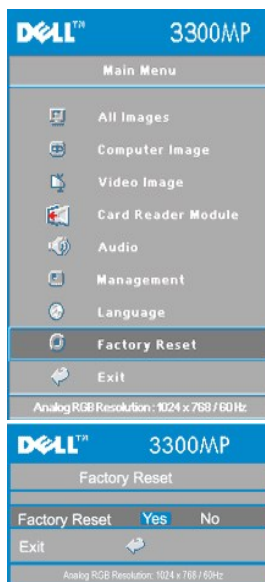 DELL™ 3300MP
Main Menu
All Images
Computer Image
Video Image
Card Reader Module
Audio
Management
Language
Factory Reset
Exit
Analog RGB Resolution : 1024 x 768 / 60 Hz
DELL™ 3300MP
Factory Reset
Factory Reset Yes No
Exit
Analog RGB Resolution: 1024 x 768 / 60Hz